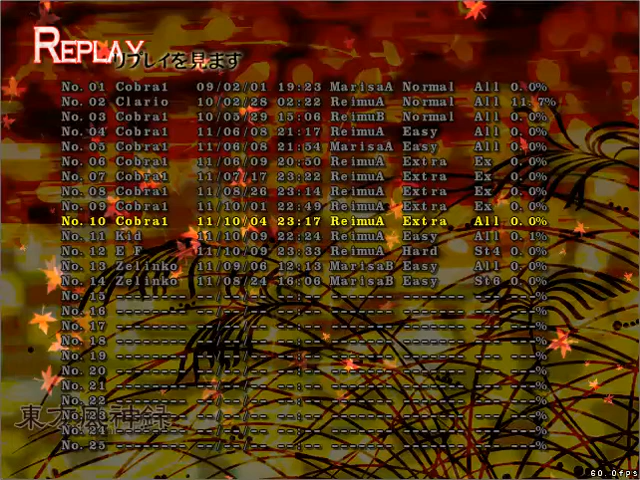 REPLAY リプレイを見ます
No. 01 Cobra1 09/02/01 19:23 MarisaA Normal All 0.0%
No. 02 Clario 10/02/28 02:22 ReimuA Normal All 11.7%
No. 03 Cobra1 10/05/29 15:06 ReimuB Normal All 0.0%
No. 04 Cobra1 11/06/08 21:17 ReimuA Easy All 0.0%
No. 05 Cobra1 11/06/08 21:54 MarisaA Easy All 0.0%
No. 06 Cobra1 11/06/09 20:50 ReimuA Extra Ex 0.0%
No. 07 Cobra1 11/07/17 23:22 ReimuA Extra Ex 0.0%
No. 08 Cobra1 11/08/26 23:14 ReimuA Extra Ex 0.0%
No. 09 Cobra1 11/10/01 22:49 ReimuA Extra Ex 0.0%
No. 10 Cobra1 11/10/04 23:17 ReimuA Extra All 0.0%
No. 11 Kid 11/10/09 22:24 ReimuA Easy All 0.1%
No. 12 E F 11/10/09 23:33 ReimuA Hard St4 0.0%
No. 13 Zelinko 11/09/06 12:13 MarisaB Easy All 0.0%
No. 14 Zelinko 11/08/24 16:06 MarisaB Easy St6 0.0%
No. 15 -------- --/--/-- --:-- ------- ------- --- ---%
No. 16 -------- --/--/-- --:-- ------- ------- --- ---%
No. 17 -------- --/--/-- --:-- ------- ------- --- ---%
No. 18 -------- --/--/-- --:-- ------- ------- --- ---%
No. 19 -------- --/--/-- --:-- ------- ------- --- ---%
No. 20 -------- --/--/-- --:-- ------- ------- --- ---%
No. 21 -------- --/--/-- --:-- ------- ------- --- ---%
No. 22 -------- --/--/-- --:-- ------- ------- --- ---%
No. 23 -------- --/--/-- --:-- ------- ------- --- ---%
東方風神録
No. 24 -------- --/--/-- --:-- ------- ------- --- ---%
No. 25 -------- --/--/-- --:-- ------- ------- --- ---%
60.0fps